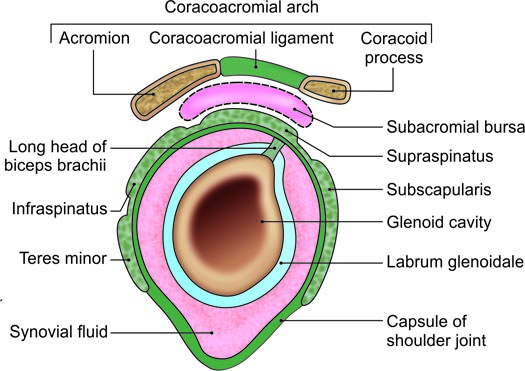 Coracoacromial arch
Acromion
Coracoacromial ligament
Coracoid
process
Subacromial bursa
Long head of
biceps brachii
Supraspinatus
Subscapularis
Infraspinatus
Glenoid cavity
Teres minor
Labrum glenoidale
Synovial fluid
Capsule of
shoulder joint